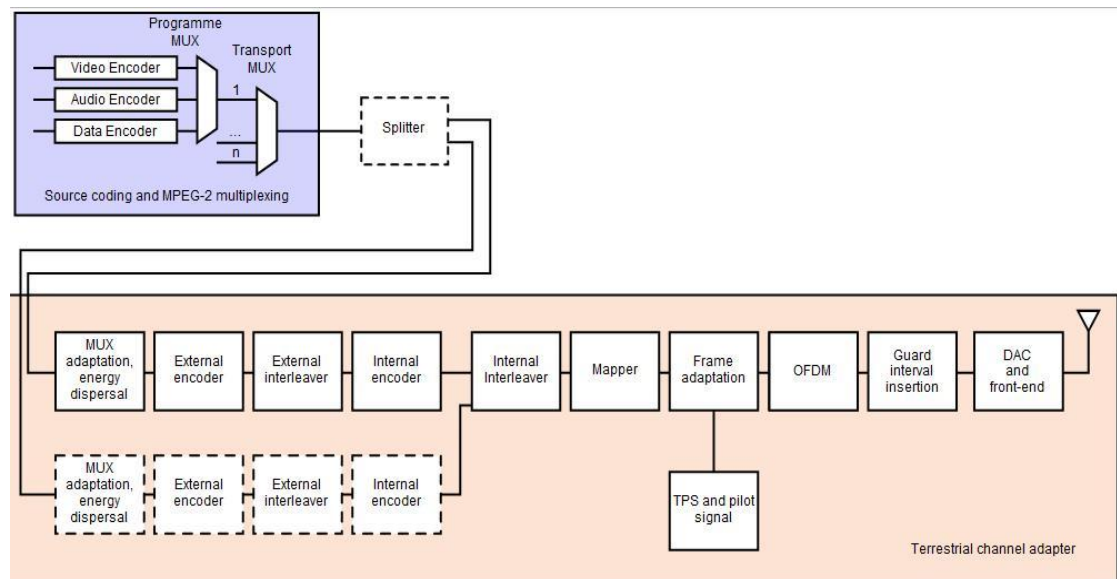 Programme
MUX
Transport
MUX
Video Encoder
Audio Encoder
Data Encoder
1
...
n
Splitter
Source coding and MPEG-2 multiplexing
MUX
adaptation,
energy
dispersal
External
encoder
External
interleaver
Internal
encoder
Internal
Interleaver
Mapper
Frame
adaptation
OFDM
Guard
interval
insertion
DAC
and
front-end
MUX
adaptation,
energy
dispersal
External
encoder
External
interleaver
Internal
encoder
TPS and pilot
signal
Terrestrial channel adapter